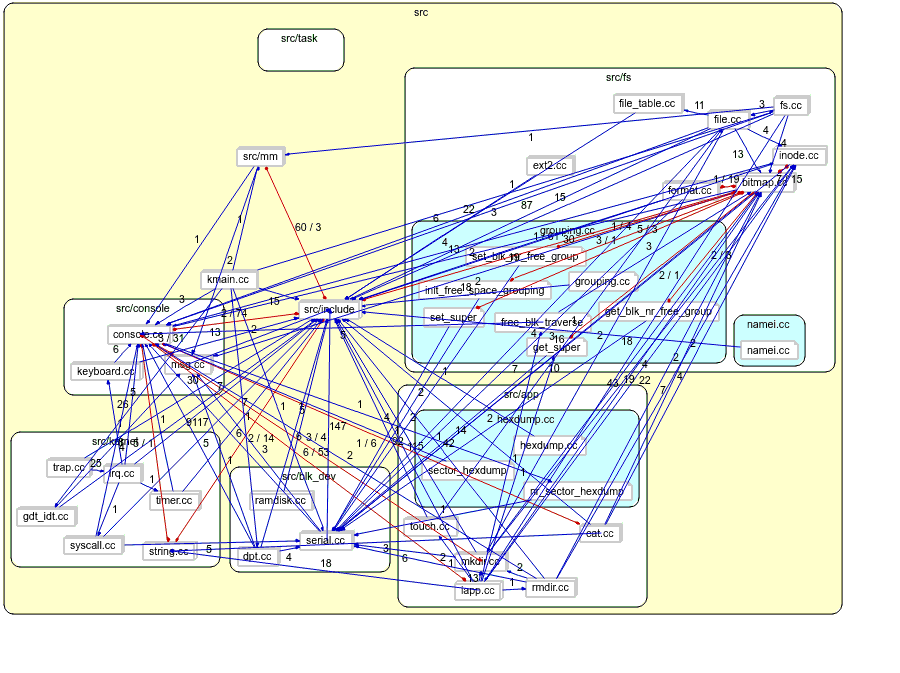 src
src/task
src/fs
file_table.cc
11
3
fs.cc
file.cc
4
1
13
4
inode.cc
src/mm
ext2.cc
7
15
1 / 19
bitmap.cc
format.cc
1
15
87
22
3
6
1
60 / 3
1 / 4
5 / 3
grouping.cc
30
3 / 1
3
1
4
13
set_blk_nr_free_group
19
2 / 3
2
2 / 1
kmain.cc
2
18
init_free_space_grouping
grouping.cc
3
15
src/console
src/include
2 / 74
set_super
free_blk_traverse
1
get_blk_nr_free_group
namei.cc
console.cc
3 / 31
13
2
4
16
2
18
get_super
namei.cc
6
msg.cc
keyboard.cc
30
7
1
7
10
4
2
2
4
5
43
19
22
7
2
src/app
26
7
1
1
5
1
4
2
2
hexdump.cc
1
9117
147
14
src/kernel
6
2 / 14
3 / 4
1 / 6
1
42
hexdump.cc
5
3
6 / 53
2
trap.cc
25
irq.cc
1
src/blk_dev
sector_hexdump
1
1
1
timer.cc
ramdisk.cc
nr_sector_hexdump
gdt_idt.cc
1
1
touch.cc
cat.cc
syscall.cc
string.cc
5
serial.cc
3
dpt.cc
4
18
6
2
1
mkdir.cc
2
13
lapp.cc
1
rmdir.cc